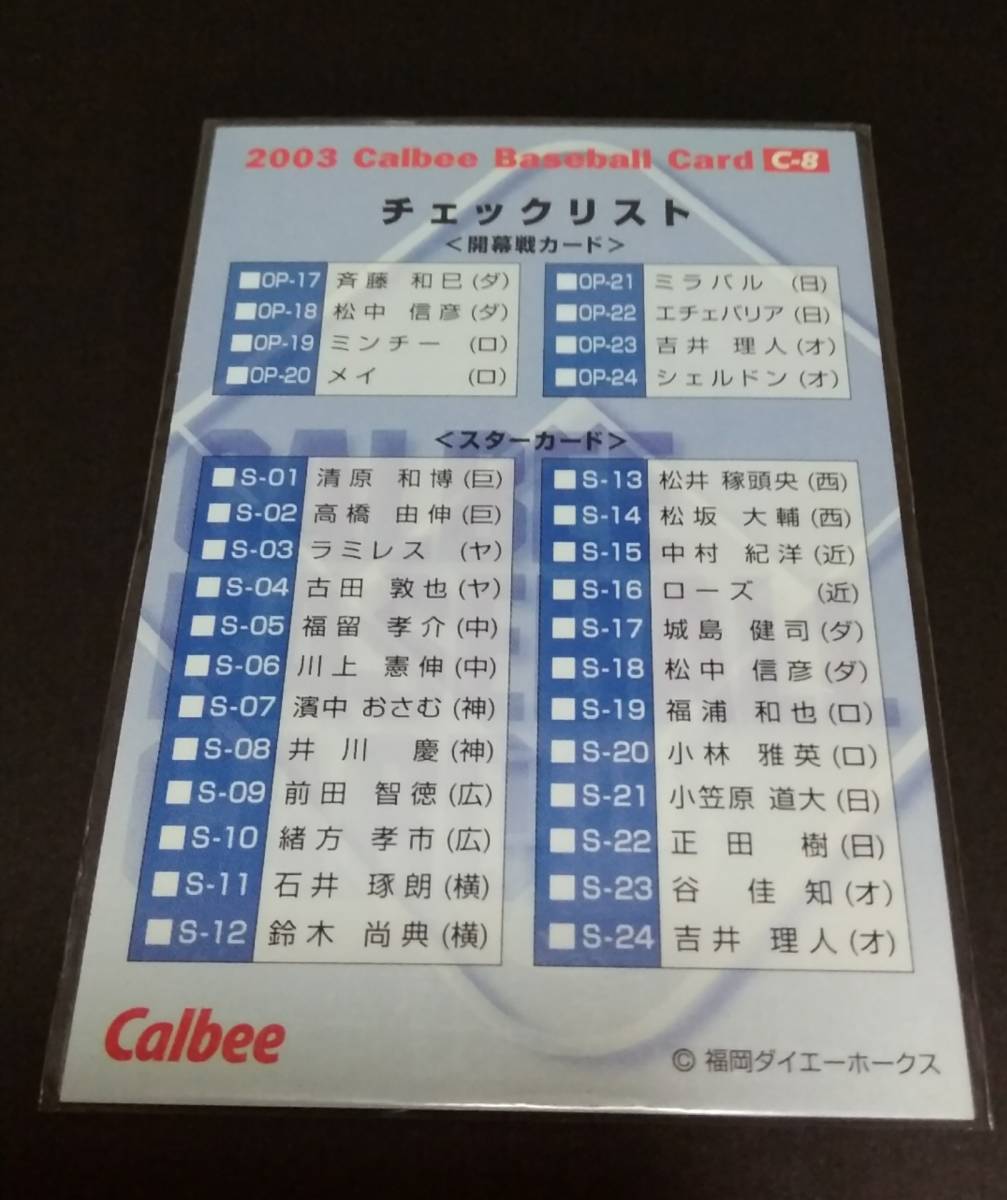 2003 Calbee Baseball Card C-8
チェックリスト
＜開幕戦カード＞
OP-17 斉藤 和巳 (ダ)
OP-18 松中 信彦 (ダ)
OP-19 ミンチー (ロ)
OP-20 メイ (ロ)
OP-21 ミラバル (日)
OP-22 エチェバリア (日)
OP-23 吉井 理人 (オ)
OP-24 シェルドン (オ)
＜スターカード＞
S-01 清原 和博 (巨)
S-02 高橋 由伸 (巨)
S-03 ラミレス (ヤ)
S-04 古田 敦也 (ヤ)
S-05 福留 孝介 (中)
S-06 川上 憲伸 (中)
S-07 濱中 おさむ (神)
S-08 井川 慶 (神)
S-09 前田 智徳 (広)
S-10 緒方 孝市 (広)
S-11 石井 琢朗 (横)
S-12 鈴木 尚典 (横)
S-13 松井 稼頭央 (西)
S-14 松坂 大輔 (西)
S-15 中村 紀洋 (近)
S-16 ローズ (近)
S-17 城島 健司 (ダ)
S-18 松中 信彦 (ダ)
S-19 福浦 和也 (ロ)
S-20 小林 雅英 (ロ)
S-21 小笠原 道大 (日)
S-22 正田 樹 (日)
S-23 谷 佳知 (オ)
S-24 吉井 理人 (オ)
Calbee
© 福岡ダイエーホークス